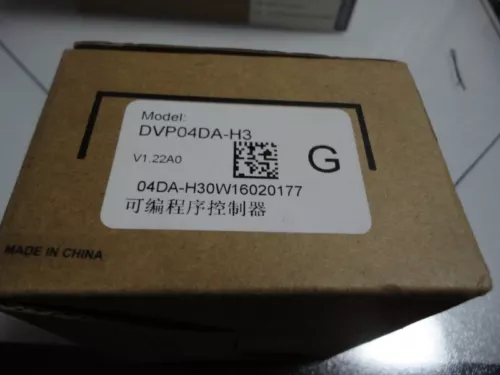 Model:
DVP04DA-H3
V1.22A0
G
04DA-H30W16020177
可编程序控制器
MADE IN CHINA